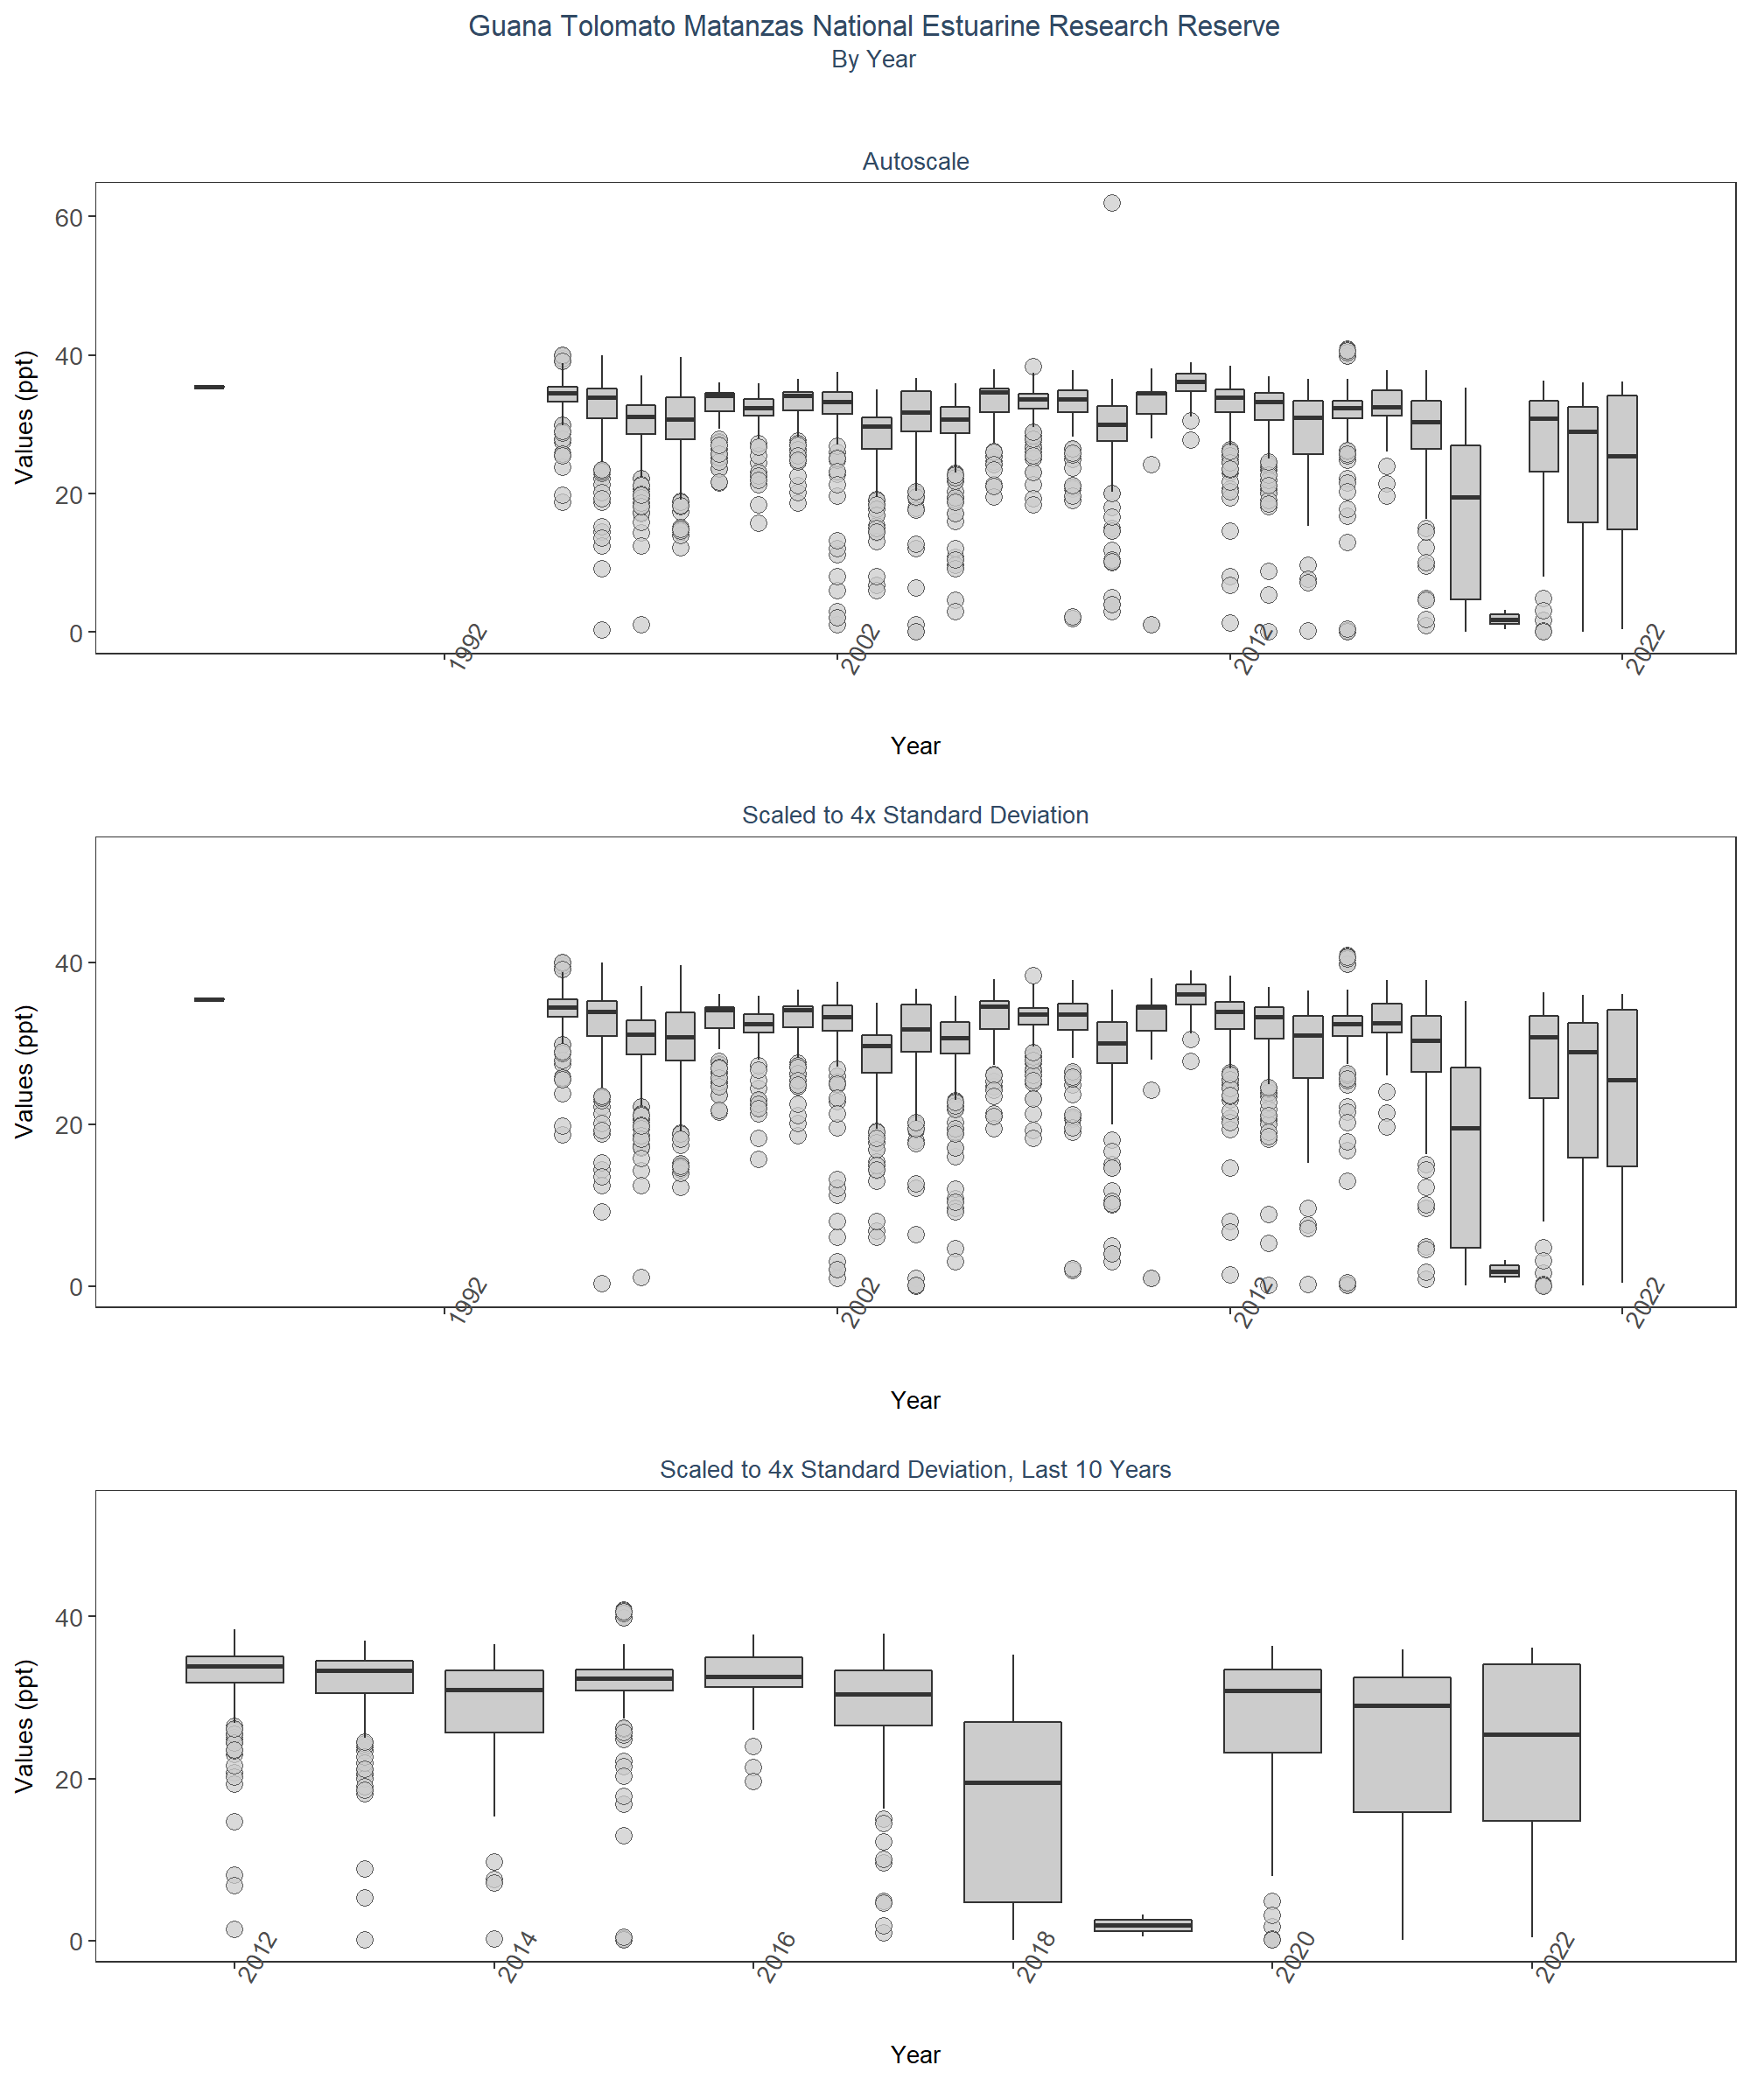 Guana Tolomato Matanzas National Estuarine Research Reserve
By Year
Autoscale
Values (ppt)
60
40
20
0
1992
2002
2012
2022
Year
Scaled to 4x Standard Deviation
Values (ppt)
40
20
0
1992
2002
2012
2022
Year
Scaled to 4x Standard Deviation, Last 10 Years
Values (ppt)
40
20
0
2012
2014
2016
2018
2020
2022
Year